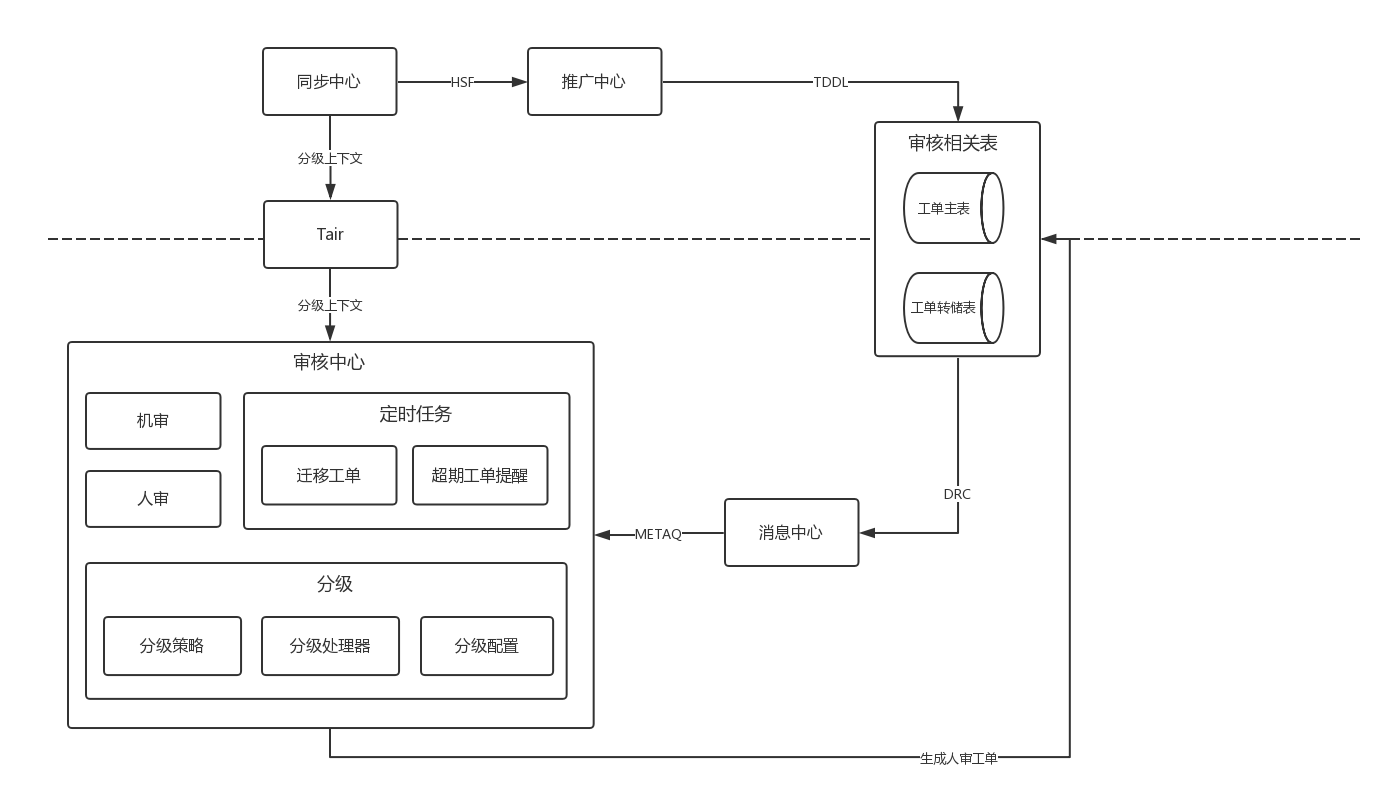 同步中心
HSF
推广中心
TDDL
分级上下文
审核相关表
工单主表
Tair
工单转储表
分级上下文
审核中心
机审
定时任务
迁移工单
超期工单提醒
人审
DRC
METAQ
消息中心
分级
分级策略
分级处理器
分级配置
生成人审工单